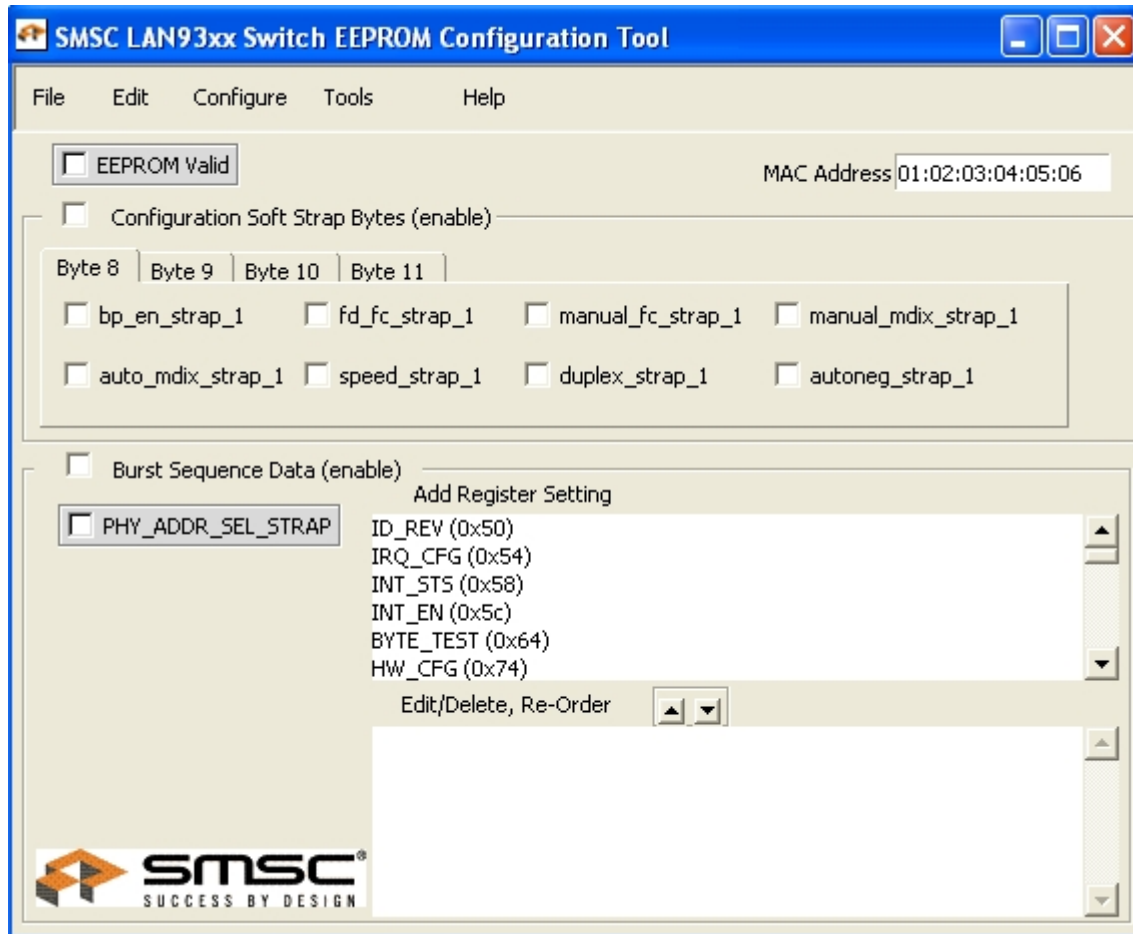 SMSC LAN93xx Switch EEPROM Configuration Tool
File Edit Configure Tools Help
EEPROM Valid
MAC Address 01:02:03:04:05:06
Configuration Soft Strap Bytes (enable)
Byte 8 Byte 9 Byte 10 Byte 11
bp_en_strap_1 fd_fc_strap_1 manual_fc_strap_1 manual_mdix_strap_1
auto_mdix_strap_1 speed_strap_1 duplex_strap_1 autoneg_strap_1
Burst Sequence Data (enable)
Add Register Setting
PHY_ADDR_SEL_STRAP
ID_REV (0x50)
IRQ_CFG (0x54)
INT_STS (0x58)
INT_EN (0x5c)
BYTE_TEST (0x64)
HW_CFG (0x74)
Edit/Delete, Re-Order
SMSC®
SUCCESS BY DESIGN